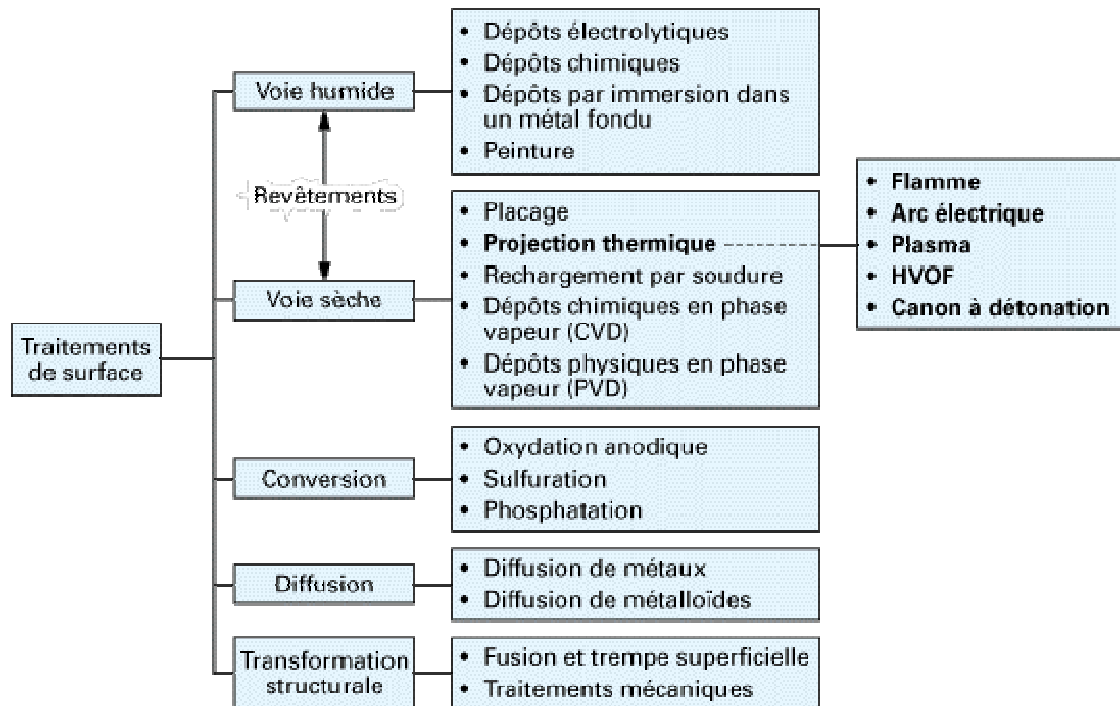 Traitements
de surface
Voie humide
• Dépôts électrolytiques
• Dépôts chimiques
• Dépôts par immersion dans
un métal fondu
• Peinture
Revêtements
Voie sèche
• Placage
• Projection thermique
• Rechargement par soudure
• Dépôts chimiques en phase
vapeur (CVD)
• Dépôts physiques en phase
vapeur (PVD)
• Flamme
• Arc électrique
• Plasma
• HVOF
• Canon à détonation
Conversion
• Oxydation anodique
• Sulfuration
• Phosphatation
Diffusion
• Diffusion de métaux
• Diffusion de métalloïdes
Transformation
structurale
• Fusion et trempe superficielle
• Traitements mécaniques